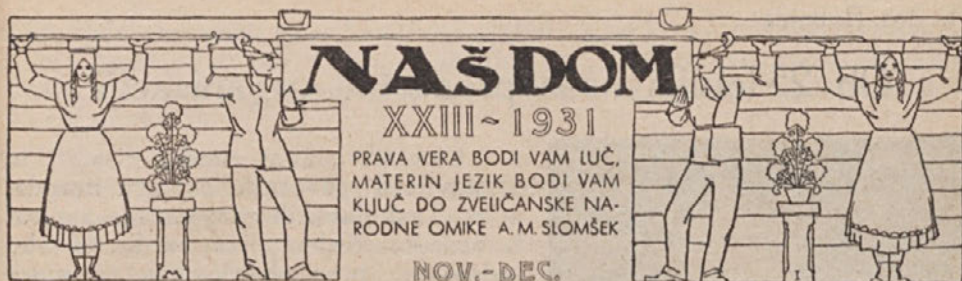 NAŠ DOM
XXIII~1931
PRAVA VERA BODI VAM LUČ,
MATERIN JEZIK BODI VAM
KLJUČ DO ZVELIČANSKE NA-
RODNE OMIKE A. M. SLOMŠEK
NOV.-DEC.